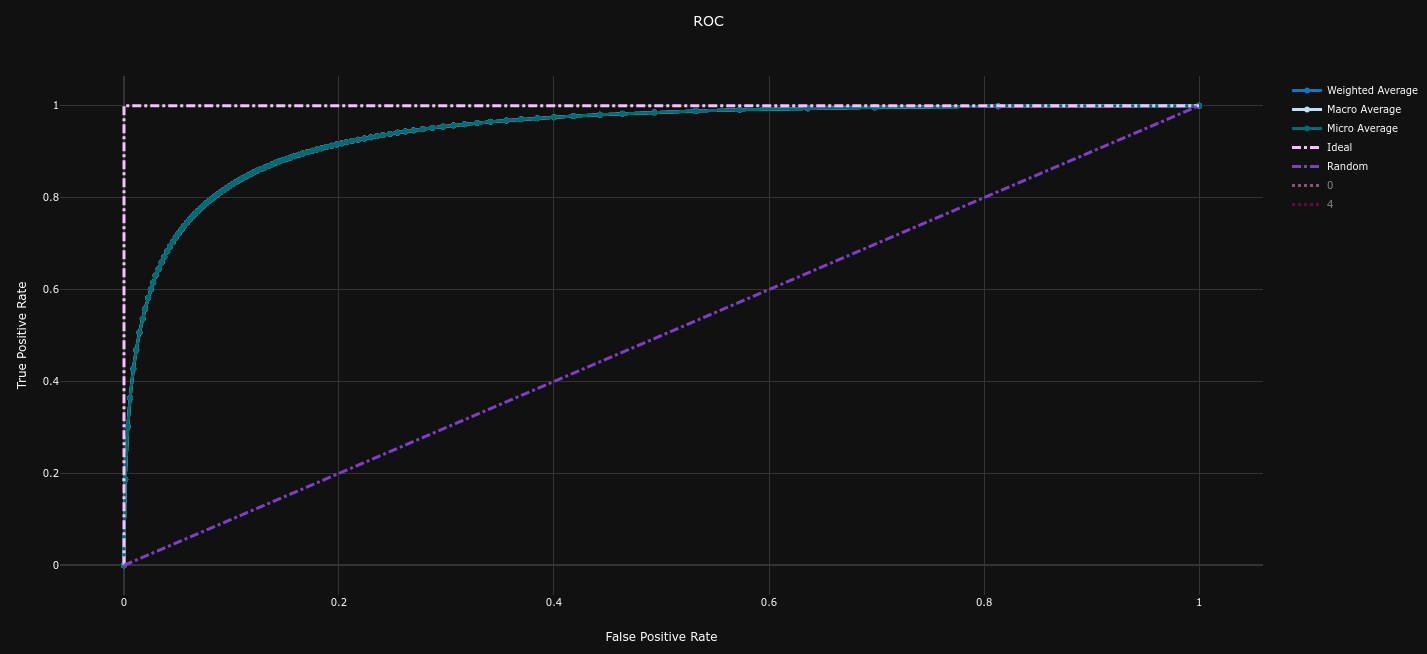 ROC
True Positive Rate
1
0.8
0.6
0.4
0.2
0
0
0.2
0.4
0.6
0.8
1
False Positive Rate
Weighted Average
Macro Average
Micro Average
Ideal
Random
0
4